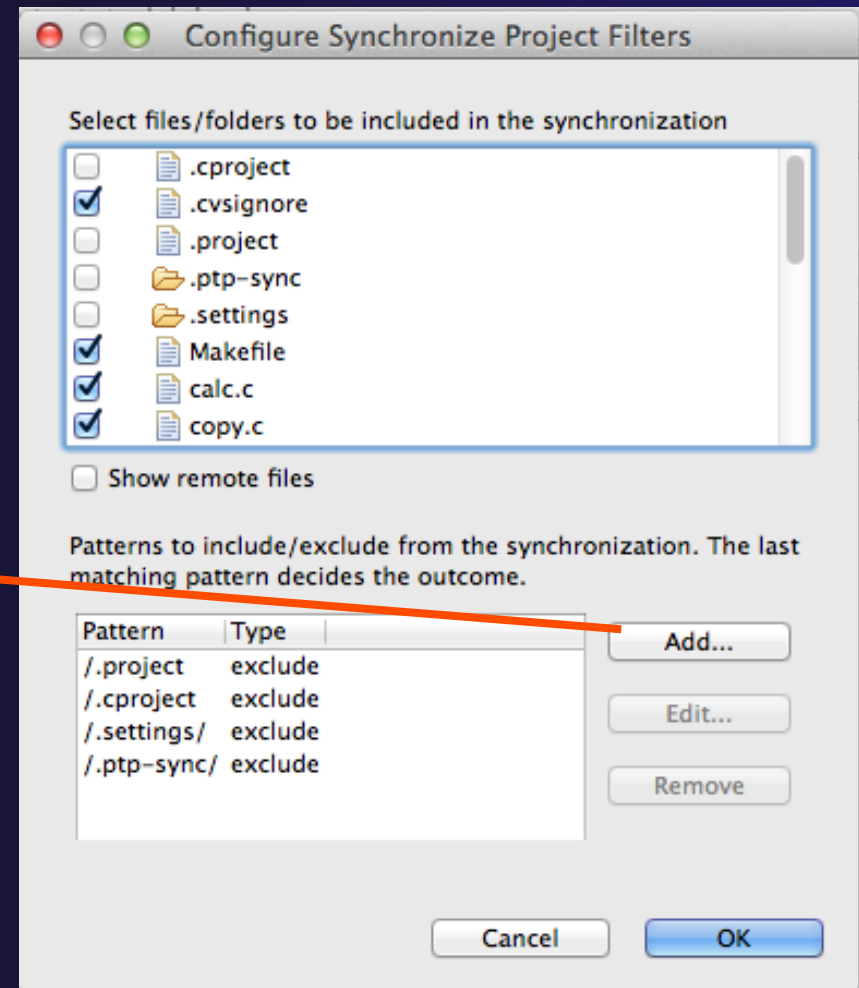 Configure Synchronize Project Filters
Select files/folders to be included in the synchronization
.cproject
.cvsignore
.project
.ptp-sync
.settings
Makefile
calc.c
copy.c
Show remote files
Patterns to include/exclude from the synchronization. The last
matching pattern decides the outcome.
Pattern Type
/.project exclude
/.cproject exclude
/.settings/ exclude
/.ptp-sync/ exclude
Add...
Edit...
Remove
Cancel OK